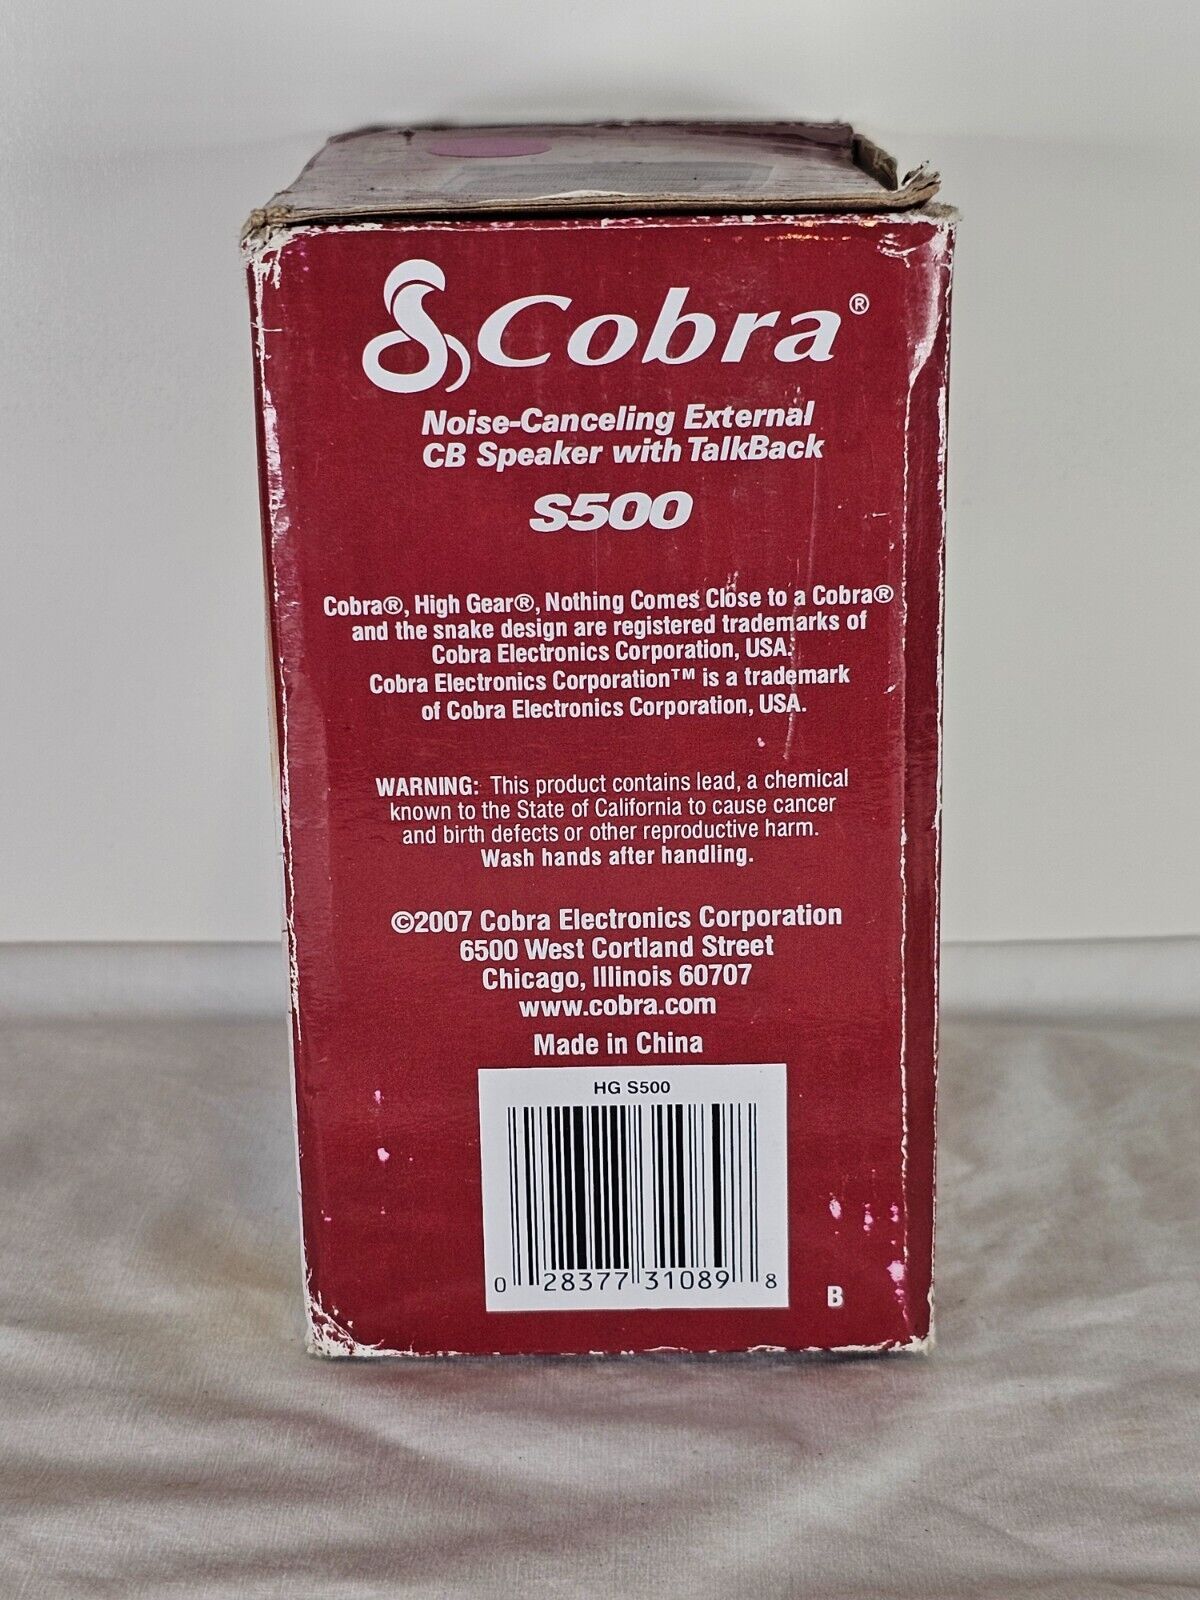 Cobra®
Noise-Canceling External
CB Speaker with TalkBack
S500
Cobra®, High Gear®, Nothing Comes Close to a Cobra®
and the snake design are registered trademarks of
Cobra Electronics Corporation, USA.
Cobra Electronics Corporation™ is a trademark
of Cobra Electronics Corporation, USA.
WARNING: This product contains lead, a chemical
known to the State of California to cause cancer
and birth defects or other reproductive harm.
Wash hands after handling.
©2007 Cobra Electronics Corporation
6500 West Cortland Street
Chicago, Illinois 60707
www.cobra.com
Made in China
HG S500
0 28377 31089 8
B